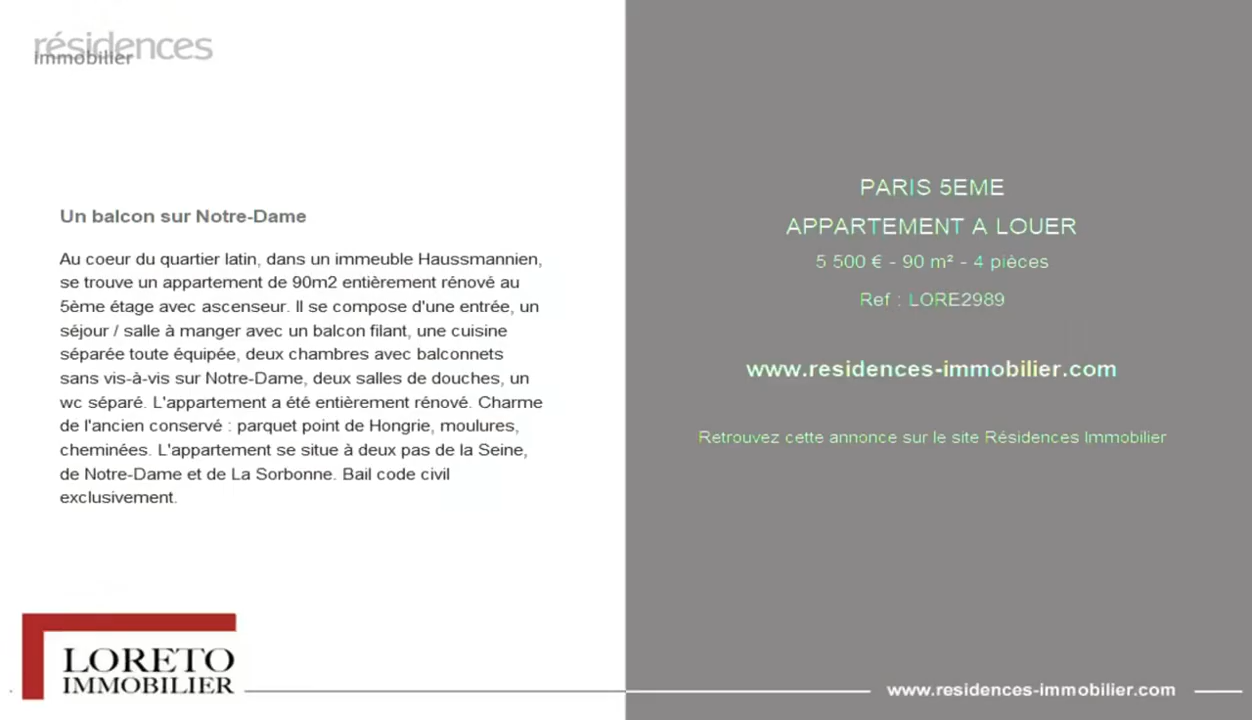 résidences
immobilier
Un balcon sur Notre-Dame
Au coeur du quartier latin, dans un immeuble Haussmannien,
se trouve un appartement de 90m2 entièrement rénové au
5ème étage avec ascenseur. Il se compose d'une entrée, un
séjour / salle à manger avec un balcon filant, une cuisine
séparée toute équipée, deux chambres avec balconnets
sans vis-à-vis sur Notre-Dame, deux salles de douches, un
wc séparé. L'appartement a été entièrement rénové. Charme
de l'ancien conservé : parquet point de Hongrie, moulures,
cheminées. L'appartement se situe à deux pas de la Seine,
de Notre-Dame et de La Sorbonne. Bail code civil
exclusivement.
LORETO
IMMOBILIER
PARIS 5EME
APPARTEMENT A LOUER
5 500 € - 90 m² - 4 pièces
Ref : LORE2989
www.residences-immobilier.com
Retrouvez cette annonce sur le site Résidences Immobilier
www.residences-immobilier.com